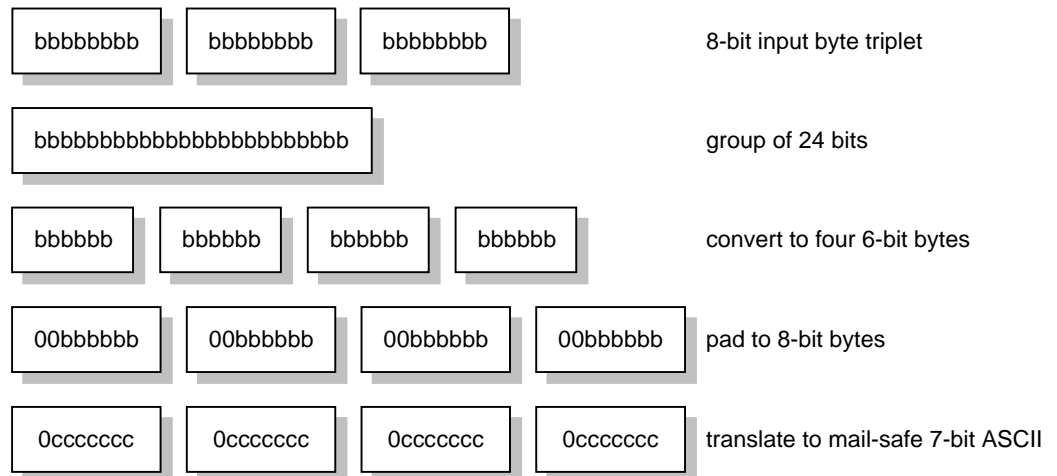 bbbbbbbb bbbbbbbb bbbbbbbb 8-bit input byte triplet
bbbbbbbbbbbbbbbbbbbbbbbb group of 24 bits
bbbbbb bbbbbb bbbbbb bbbbbb convert to four 6-bit bytes
00bbbbbb 00bbbbbb 00bbbbbb 00bbbbbb pad to 8-bit bytes
0ccccccc 0ccccccc 0ccccccc 0ccccccc translate to mail-safe 7-bit ASCII